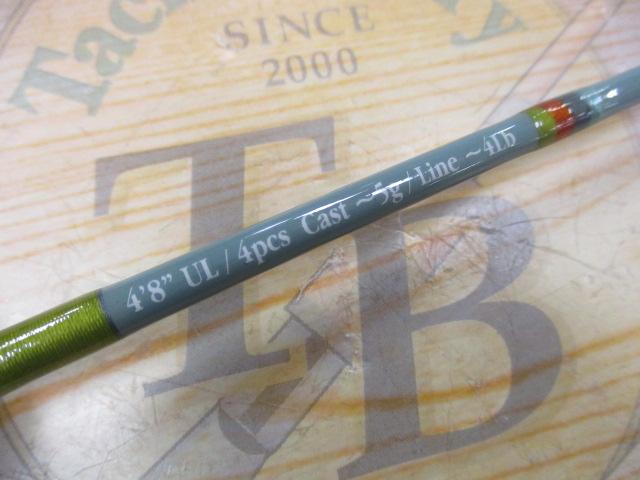 SINCE
2000
TB
4'8" UL / 4pcs Cast ~5g / Line ~4Lb